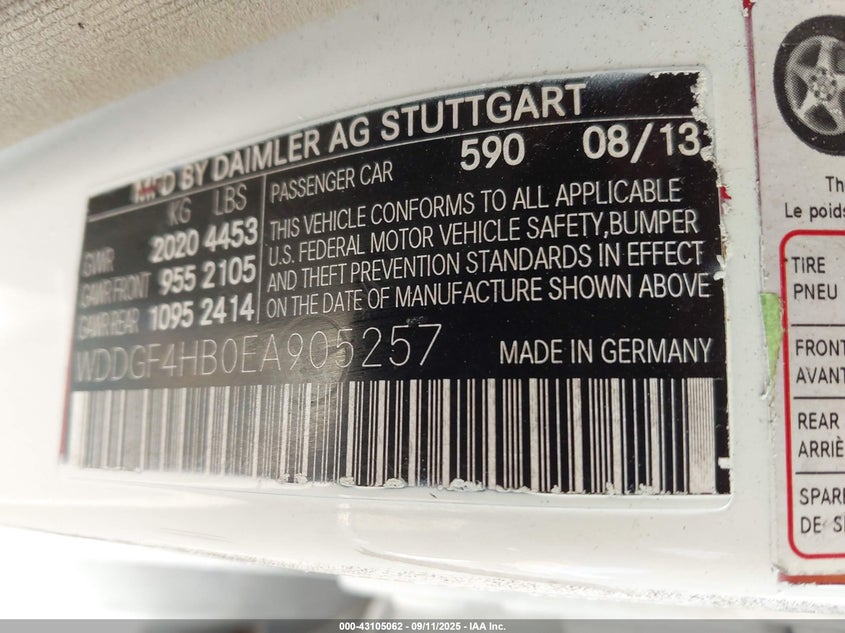 MFD BY DAIMLER AG STUTTGART
KG LBS
GWR 2020 4453
GAWR FRONT 955 2105
GAWR REAR 1095 2414
PASSENGER CAR 590 08/13
THIS VEHICLE CONFORMS TO ALL APPLICABLE
U.S. FEDERAL MOTOR VEHICLE SAFETY,BUMPER
AND THEFT PREVENTION STANDARDS IN EFFECT
ON THE DATE OF MANUFACTURE SHOWN ABOVE
WDDGF4HB0EA905257
MADE IN GERMANY
Th
Le poids
TIRE
PNEU
FRONT
AVANT
REAR
ARRIÈ
SPAR
DE S
000-43105062 - 09/11/2025 - IAA Inc.